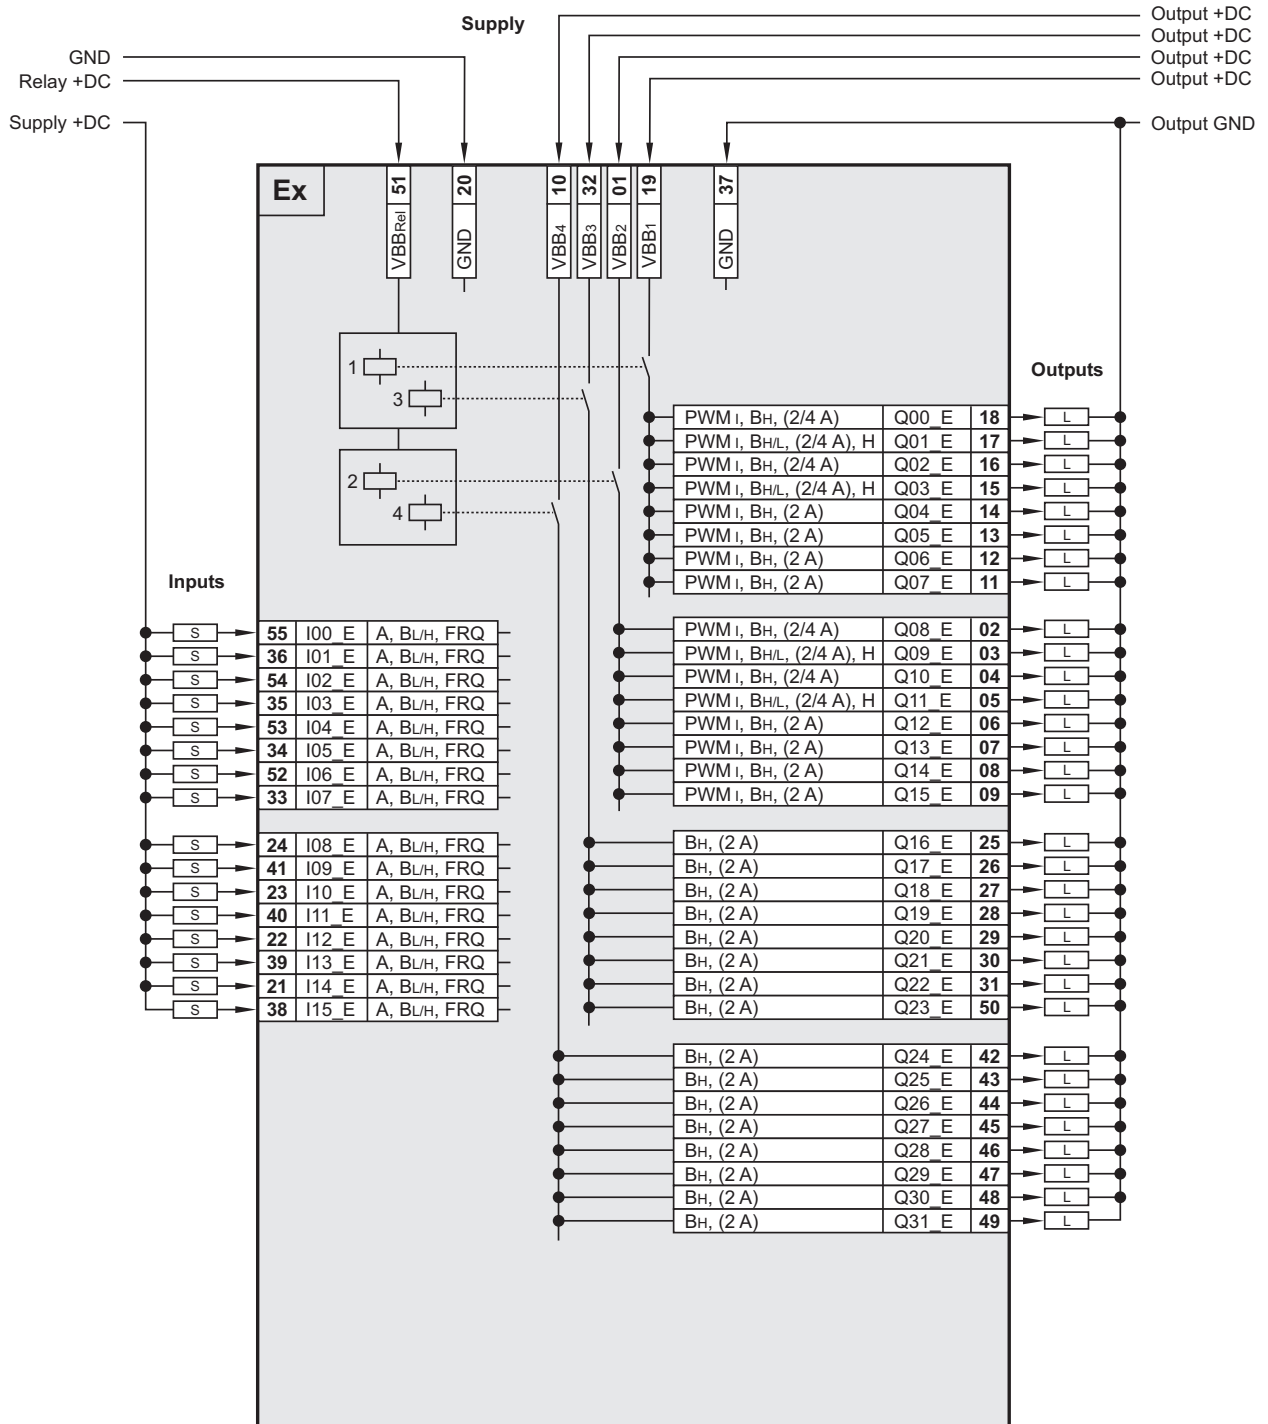 Supply
Output +DC
Output +DC
Output +DC
Output +DC
GND
Relay +DC
Supply +DC
Output GND
Ex
51 VBBRel
20 GND
10 VBB4
32 VBB3
01 VBB2
19 VBB1
37 GND
1
3
2
4
Outputs
PWM I, BH, (2/4 A) Q00_E 18 L
PWM I, BH/L, (2/4 A), H Q01_E 17 L
PWM I, BH, (2/4 A) Q02_E 16 L
PWM I, BH/L, (2/4 A), H Q03_E 15 L
PWM I, BH, (2 A) Q04_E 14 L
PWM I, BH, (2 A) Q05_E 13 L
PWM I, BH, (2 A) Q06_E 12 L
PWM I, BH, (2 A) Q07_E 11 L
PWM I, BH, (2/4 A) Q08_E 02 L
PWM I, BH/L, (2/4 A), H Q09_E 03 L
PWM I, BH, (2/4 A) Q10_E 04 L
PWM I, BH/L, (2/4 A), H Q11_E 05 L
PWM I, BH, (2 A) Q12_E 06 L
PWM I, BH, (2 A) Q13_E 07 L
PWM I, BH, (2 A) Q14_E 08 L
PWM I, BH, (2 A) Q15_E 09 L
BH, (2 A) Q16_E 25 L
BH, (2 A) Q17_E 26 L
BH, (2 A) Q18_E 27 L
BH, (2 A) Q19_E 28 L
BH, (2 A) Q20_E 29 L
BH, (2 A) Q21_E 30 L
BH, (2 A) Q22_E 31 L
BH, (2 A) Q23_E 50 L
BH, (2 A) Q24_E 42 L
BH, (2 A) Q25_E 43 L
BH, (2 A) Q26_E 44 L
BH, (2 A) Q27_E 45 L
BH, (2 A) Q28_E 46 L
BH, (2 A) Q29_E 47 L
BH, (2 A) Q30_E 48 L
BH, (2 A) Q31_E 49 L
Inputs
S 55 I00_E A, BL/H, FRQ
S 36 I01_E A, BL/H, FRQ
S 54 I02_E A, BL/H, FRQ
S 35 I03_E A, BL/H, FRQ
S 53 I04_E A, BL/H, FRQ
S 34 I05_E A, BL/H, FRQ
S 52 I06_E A, BL/H, FRQ
S 33 I07_E A, BL/H, FRQ
S 24 I08_E A, BL/H, FRQ
S 41 I09_E A, BL/H, FRQ
S 23 I10_E A, BL/H, FRQ
S 40 I11_E A, BL/H, FRQ
S 22 I12_E A, BL/H, FRQ
S 39 I13_E A, BL/H, FRQ
S 21 I14_E A, BL/H, FRQ
S 38 I15_E A, BL/H, FRQ